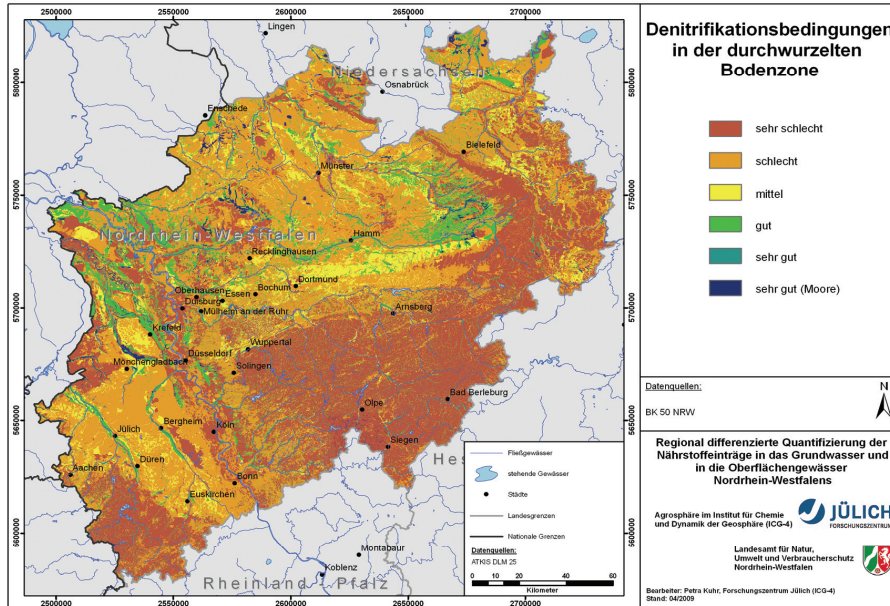 2500000
2550000
2600000
2650000
2700000
5800000
5750000
5700000
5650000
5600000
Lingen
Niedersachsen
Osnabrück
Enschede
Bielefeld
Münster
Nordrhein-Westfalen
Hamm
Recklinghausen
Dortmund
Bochum
Oberhausen
Essen
Duisburg
Mülheim an der Ruhr
Arnsberg
Krefeld
Wuppertal
Düsseldorf
Mönchengladbach
Solingen
Bad Berleburg
Olpe
Jülich
Bergheim
Köln
Siegen
Hes
Aachen
Düren
Bonn
Euskirchen
Montabaur
Koblenz
Rheinland - Pfalz
2500000
2550000
2600000
2650000
2700000
Fließgewässer
stehende Gewässer
Städte
Landesgrenzen
Nationale Grenzen
Datenquellen:
ATKIS DLM 25
0 10 20 40 60
Kilometer
Denitrifikationsbedingungen
in der durchwurzelten
Bodenzone
sehr schlecht
schlecht
mittel
gut
sehr gut
sehr gut (Moore)
Datenquellen:
BK 50 NRW
N
Regional differenzierte Quantifizierung der
Nährstoffeinträge in das Grundwasser und
in die Oberflächengewässer
Nordrhein-Westfalens
Agrosphäre im Institut für Chemie
und Dynamik der Geosphäre (ICG-4)
JÜLICH
FORSCHUNGSZENTRUM
Landesamt für Natur,
Umwelt und Verbraucherschutz
Nordrhein-Westfalen
Bearbeiter: Petra Kuhr, Forschungszentrum Jülich (ICG-4)
Stand: 04/2009